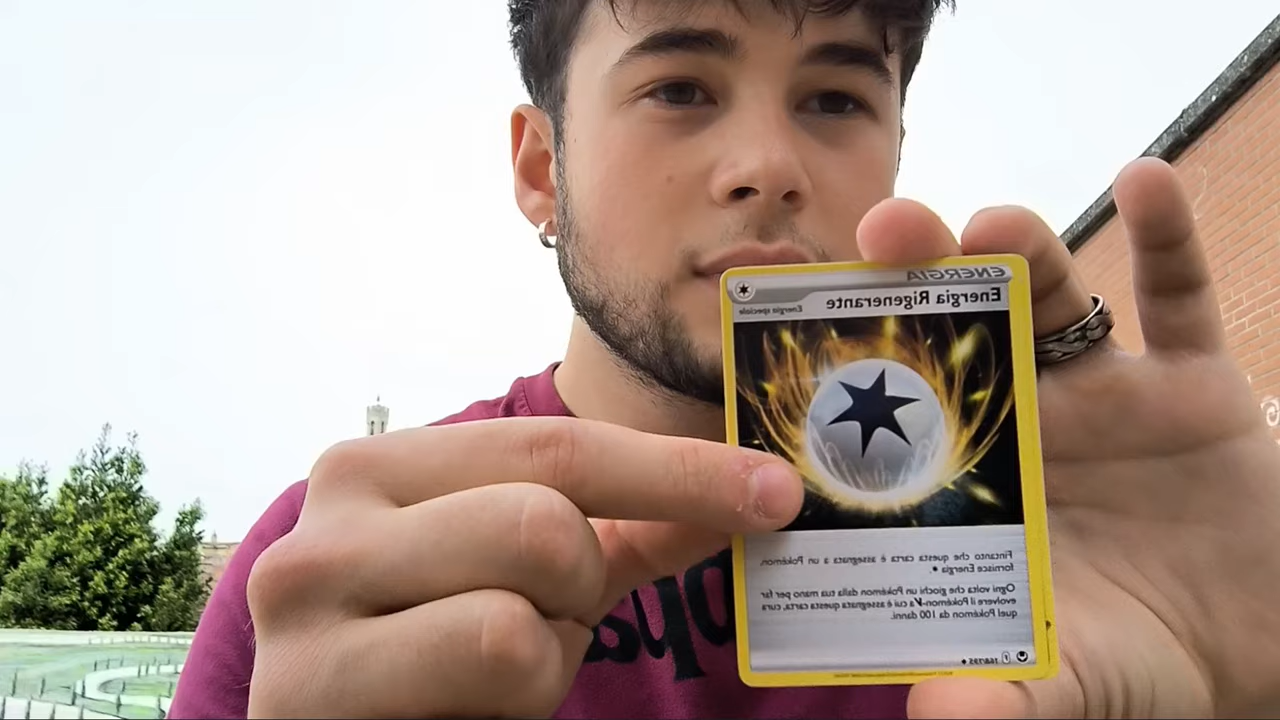 ENERGIA
Energia Rigenerante
Energia speciale
Fintanto che questa carta è assegnata a un Pokémon,
fornisce Energia
Ogni volta che giochi un Pokémon dalla tua mano per far
evolvere il Pokémon-V a cui è assegnata questa carta, cura
quel Pokémon da 100 danni.
F 168/195